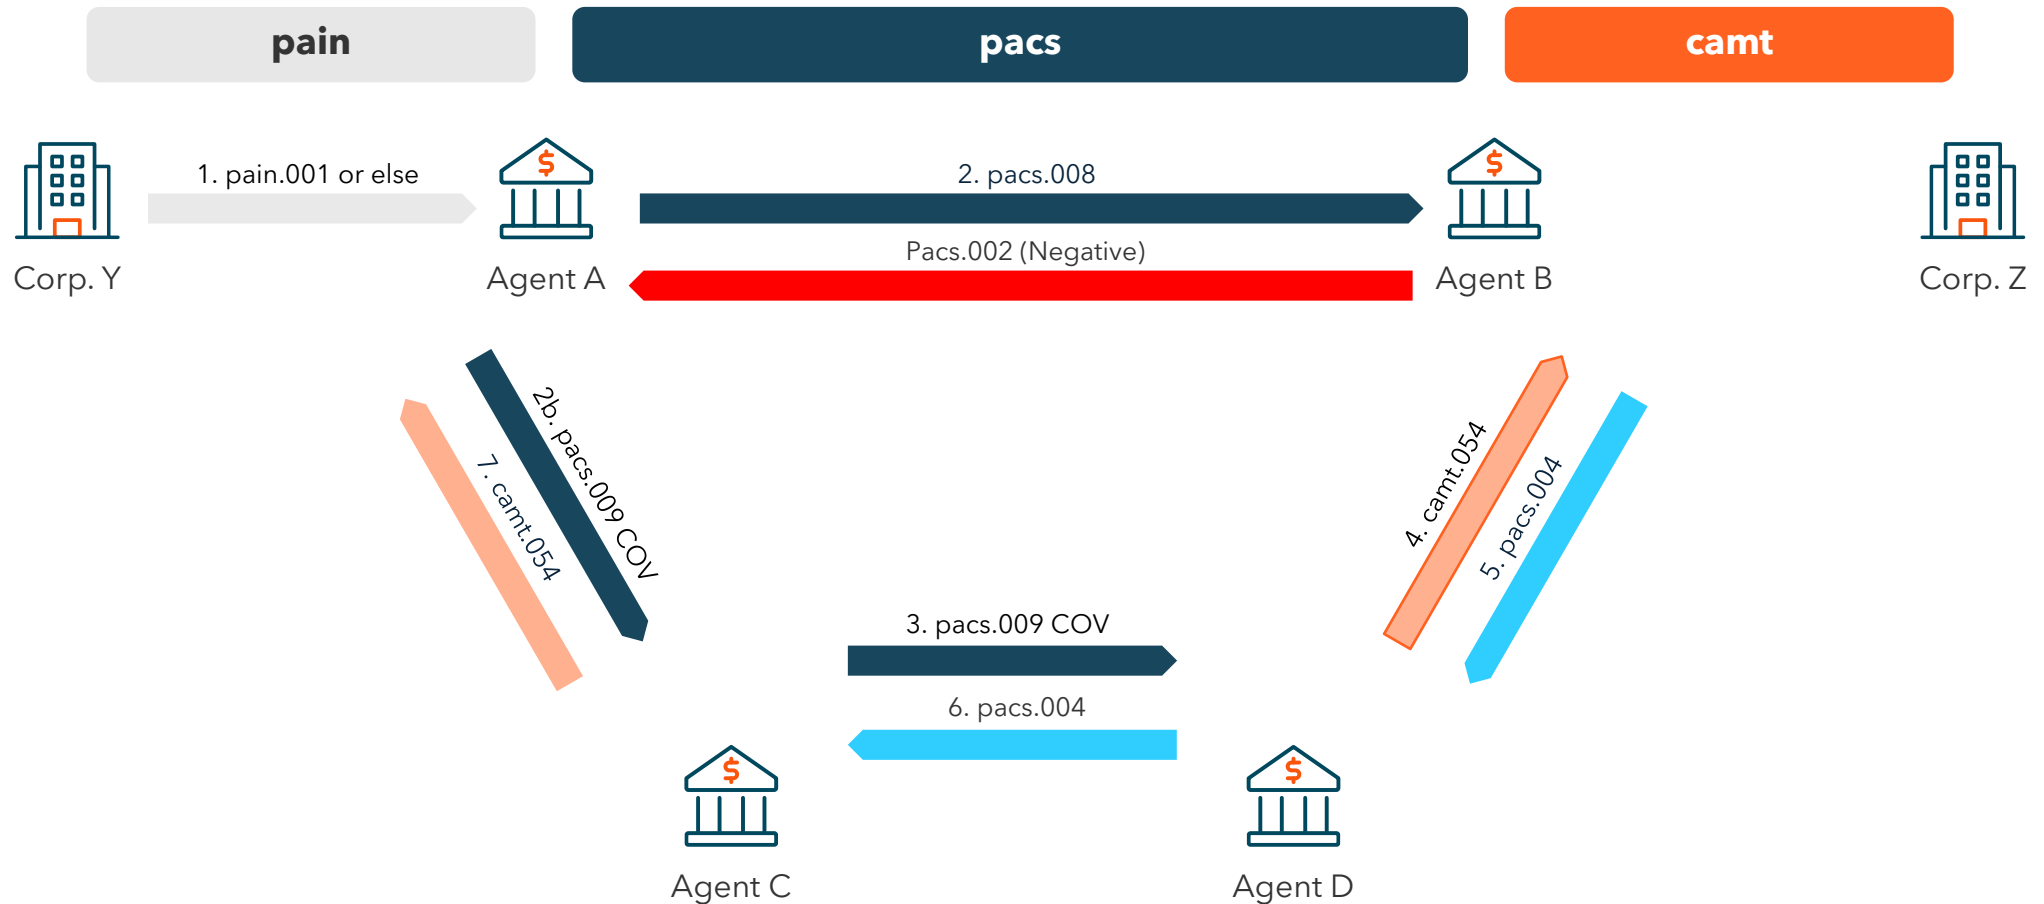 pain
pacs
camt
1. pain.001 or else
2. pacs.008
Pacs.002 (Negative)
Corp. Y
Agent A
Agent B
Corp. Z
2b. pacs.009 COV
7. camt.054
4. camt.054
5. pacs.004
3. pacs.009 COV
6. pacs.004
$
$
$
$
Agent C
Agent D